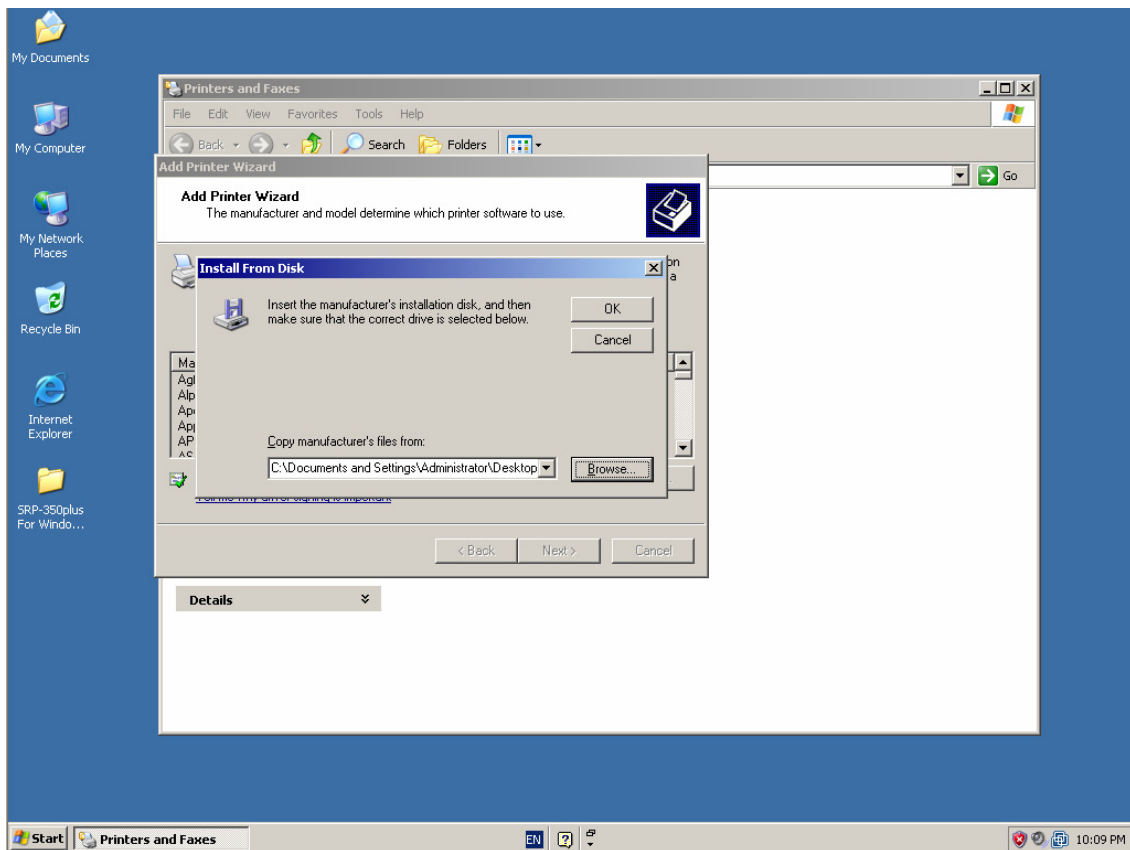 My Documents
My Computer
My Network
Places
Recycle Bin
Internet
Explorer
SRP-350plus
For Windo...
Printers and Faxes
File Edit View Favorites Tools Help
Back Search Folders
Go
Add Printer Wizard
Add Printer Wizard
The manufacturer and model determine which printer software to use.
Install From Disk
Insert the manufacturer's installation disk, and then
make sure that the correct drive is selected below.
OK
Cancel
Copy manufacturer's files from:
C:\Documents and Settings\Administrator\Desktop
Browse...
< Back Next > Cancel
Details
Start Printers and Faxes EN 10:09 PM